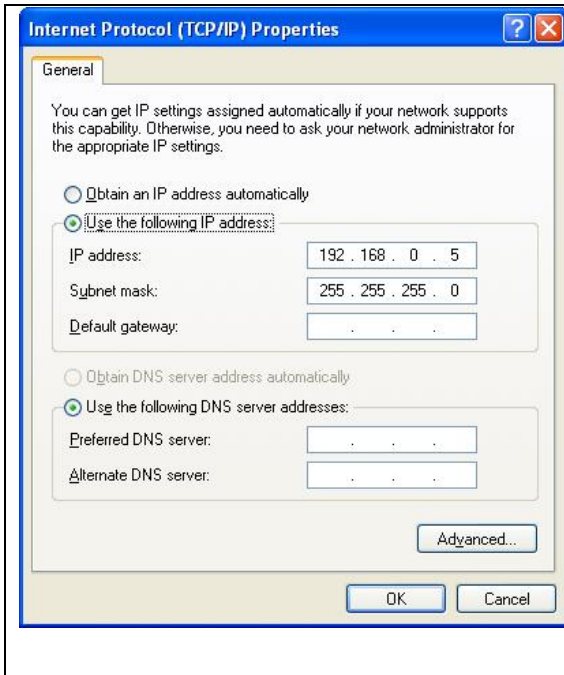 Internet Protocol (TCP/IP) Properties
General
You can get IP settings assigned automatically if your network supports
this capability. Otherwise, you need to ask your network administrator for
the appropriate IP settings.
Obtain an IP address automatically
Use the following IP address:
IP address: 192 . 168 . 0 . 5
Subnet mask: 255 . 255 . 255 . 0
Default gateway: . . .
Obtain DNS server address automatically
Use the following DNS server addresses:
Preferred DNS server: . . .
Alternate DNS server: . . .
Advanced...
OK Cancel